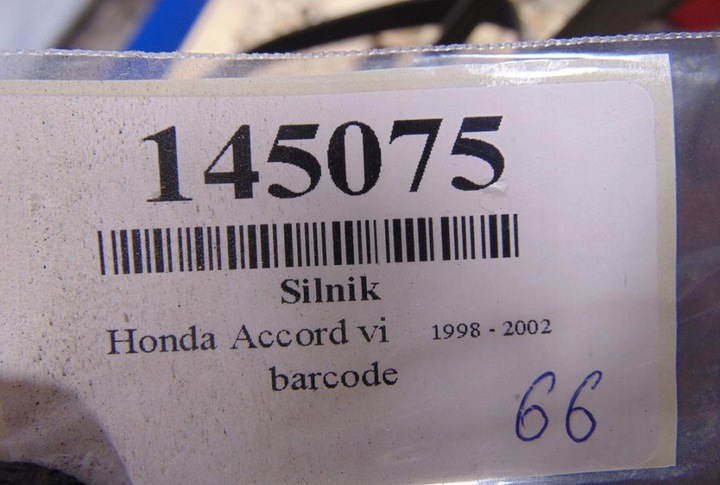 145075
Silnik
Honda Accord vi 1998 - 2002
barcode
66